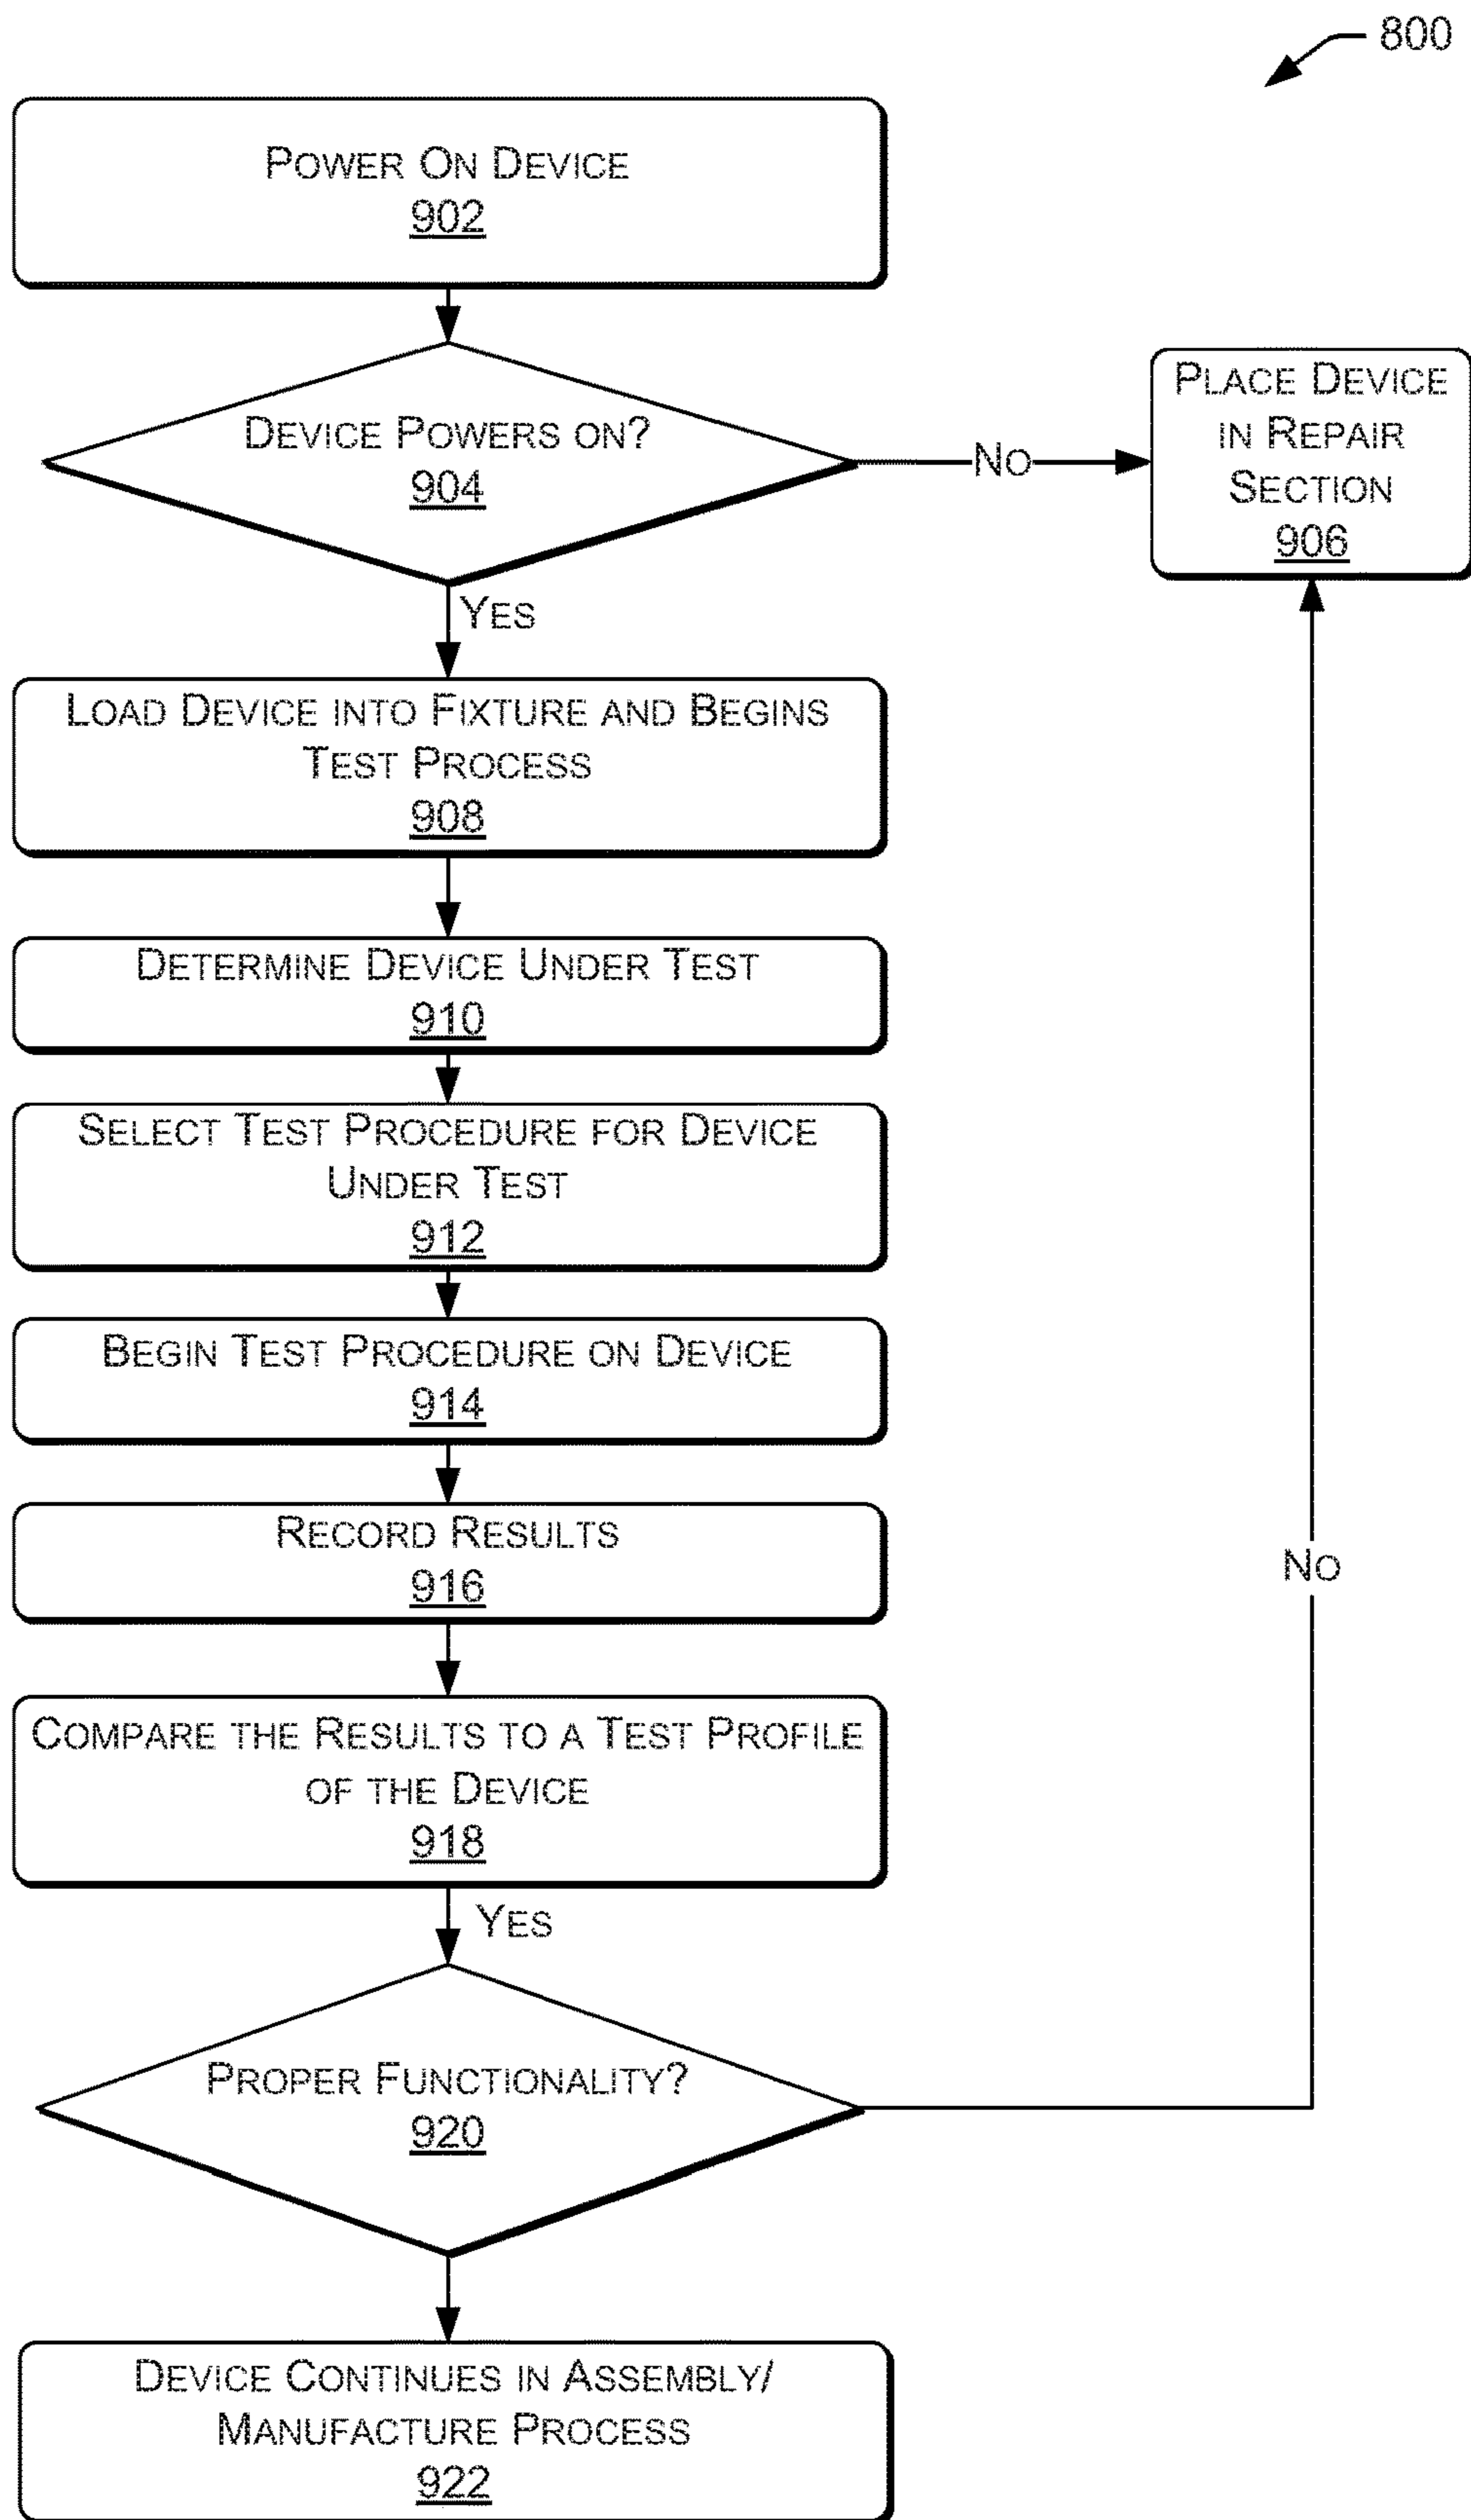 800
POWER ON DEVICE
902
DEVICE POWERS ON?
904
NO
PLACE DEVICE
IN REPAIR
SECTION
906
YES
LOAD DEVICE INTO FIXTURE AND BEGINS
TEST PROCESS
908
DETERMINE DEVICE UNDER TEST
910
SELECT TEST PROCEDURE FOR DEVICE
UNDER TEST
912
BEGIN TEST PROCEDURE ON DEVICE
914
RECORD RESULTS
916
NO
COMPARE THE RESULTS TO A TEST PROFILE
OF THE DEVICE
918
YES
PROPER FUNCTIONALITY?
920
DEVICE CONTINUES IN ASSEMBLY/
MANUFACTURE PROCESS
922